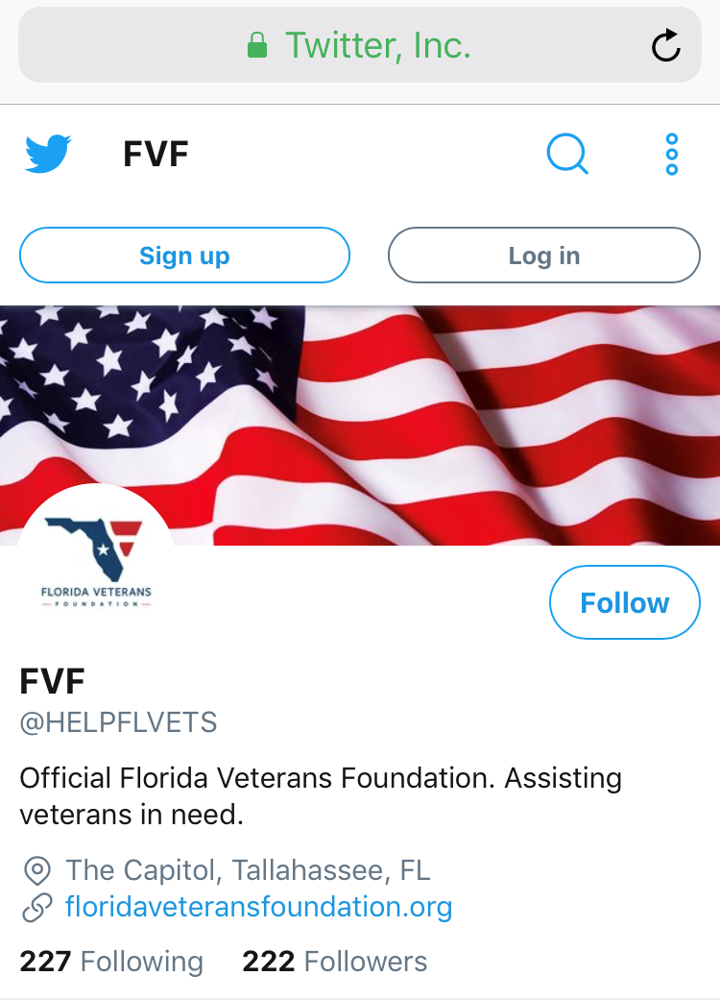 Twitter, Inc.
FVF
Sign up
Log in
FLORIDA VETERANS
FOUNDATION
Follow
FVF
@HELPFLVETS
Official Florida Veterans Foundation. Assisting
veterans in need.
The Capitol, Tallahassee, FL
floridaveteransfoundation.org
227 Following 222 Followers